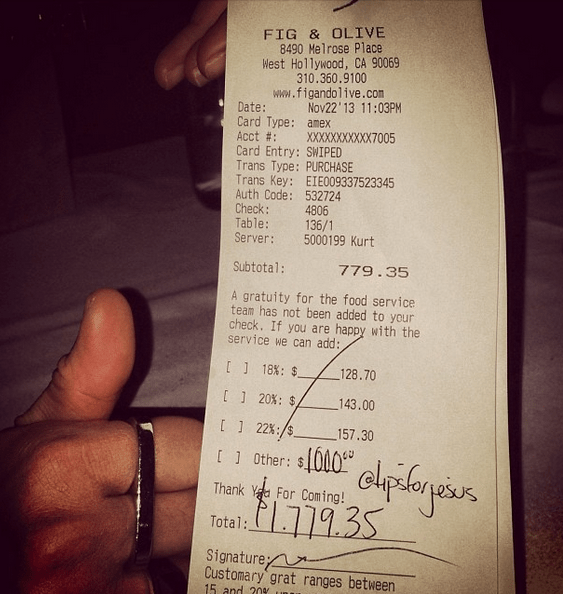 FIG & OLIVE
8490 Melrose Place
West Hollywood, CA 90069
310.360.9100
www.figandolive.com
Date: Nov22'13 11:03PM
Card Type: amex
Acct #: XXXXXXXXXXX7005
Card Entry: SWIPED
Trans Type: PURCHASE
Trans Key: EIE009337523345
Auth Code: 532724
Check: 4806
Table: 136/1
Server: 5000199 Kurt
Subtotal: 779.35
A gratuity for the food service
team has not been added to your
check. If you are happy with the
service we can add:
[ ] 18%: $______128.70
[ ] 20%: $______143.00
[ ] 22%: $______157.30
[ ] Other: $1000.00
@tipsforjesus
Thank You For Coming!
Total: $1,779.35
Signature:
Customary grat ranges between
15 and 20%